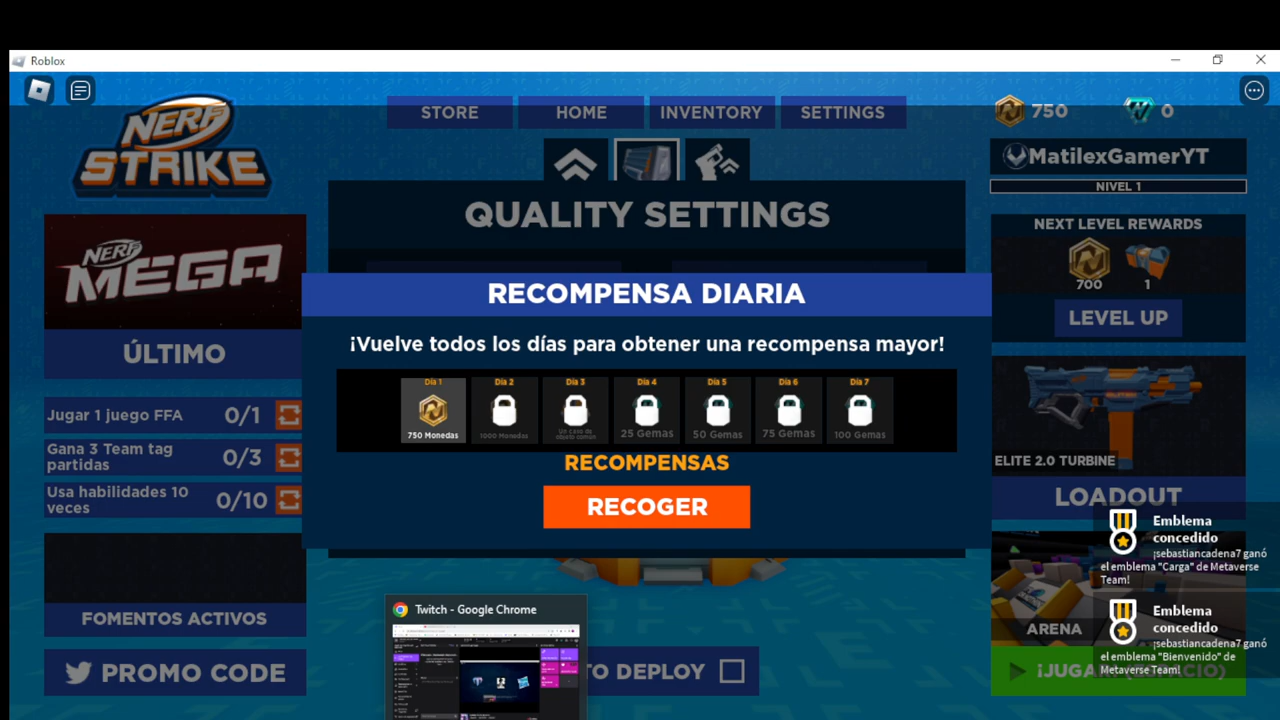 Roblox
NERF
STRIKE
STORE
HOME
INVENTORY
SETTINGS
750
0
MatilexGamerYT
NIVEL 1
QUALITY SETTINGS
NEXT LEVEL REWARDS
700
1
LEVEL UP
NERF
MEGA
ÚLTIMO
RECOMPENSA DIARIA
¡Vuelve todos los días para obtener una recompensa mayor!
Día 1
Día 2
Día 3
Día 4
Día 5
Día 6
Día 7
750 Monedas
1000 Monedas
Un caso de
objeto común
25 Gemas
50 Gemas
75 Gemas
100 Gemas
RECOMPENSAS
RECOGER
Jugar 1 juego FFA
0/1
Gana 3 Team tag
partidas
0/3
Usa habilidades 10
veces
0/10
ELITE 2.0 TURBINE
LOADOUT
FOMENTOS ACTIVOS
PROMO CODE
Twitch - Google Chrome
TO DEPLOY
Emblema
concedido
¡sebastiancadena7 ganó
el emblema "Carga" de Metaverse
Team!
ARENA
Emblema
concedido
¡sebastiancadena7 ganó
el emblema "Bienvenido" de
Metaverse Team!